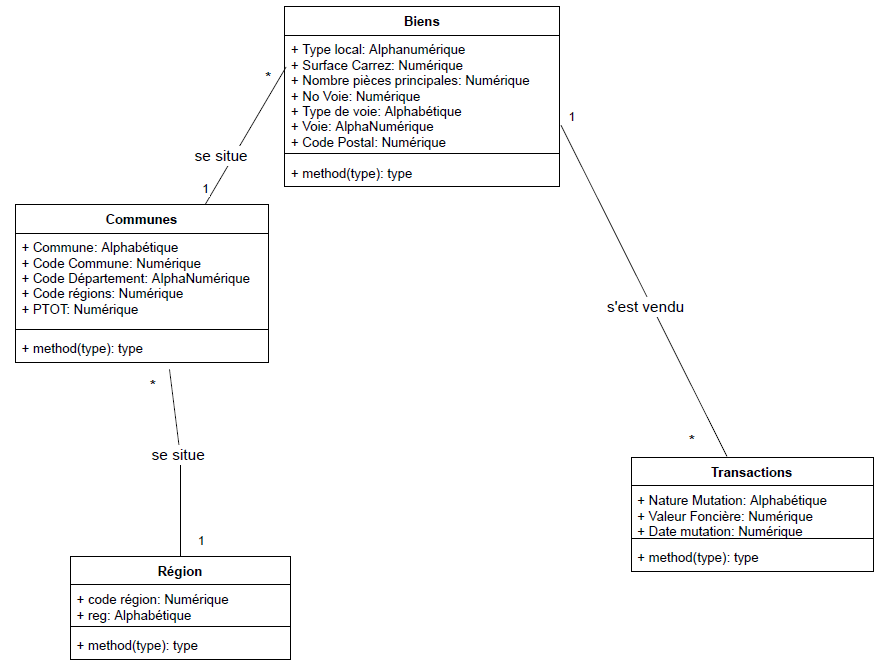 Biens
+ Type local: Alphanumérique
+ Surface Carrez: Numérique
+ Nombre pièces principales: Numérique
+ No Voie: Numérique
+ Type de voie: Alphabétique
+ Voie: AlphaNumérique
+ Code Postal: Numérique
+ method(type): type
*
se situe
1
1
s'est vendu
*
Communes
+ Commune: Alphabétique
+ Code Commune: Numérique
+ Code Département: AlphaNumérique
+ Code régions: Numérique
+ PTOT: Numérique
+ method(type): type
*
se situe
1
Transactions
+ Nature Mutation: Alphabétique
+ Valeur Foncière: Numérique
+ Date mutation: Numérique
+ method(type): type
Région
+ code région: Numérique
+ reg: Alphabétique
+ method(type): type